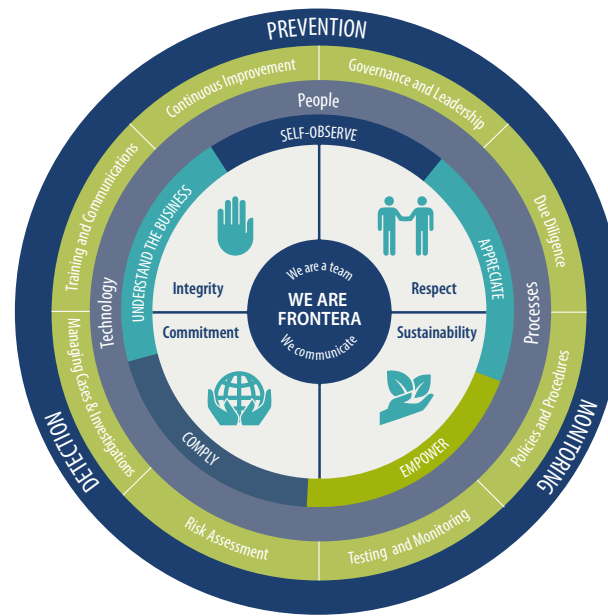 PREVENTION
Continuous Improvement
Governance and Leadership
Training and Communications
Due Diligence
Managing Cases & Investigations
Policies and Procedures
Risk Assessment
Testing and Monitoring
DETECTION
MONITORING
People
Technology
Processes
SELF-OBSERVE
UNDERSTAND THE BUSINESS
APPRECIATE
COMPLY
EMPOWER
Integrity
Respect
Commitment
Sustainability
We are a team
WE ARE
FRONTERA
We communicate